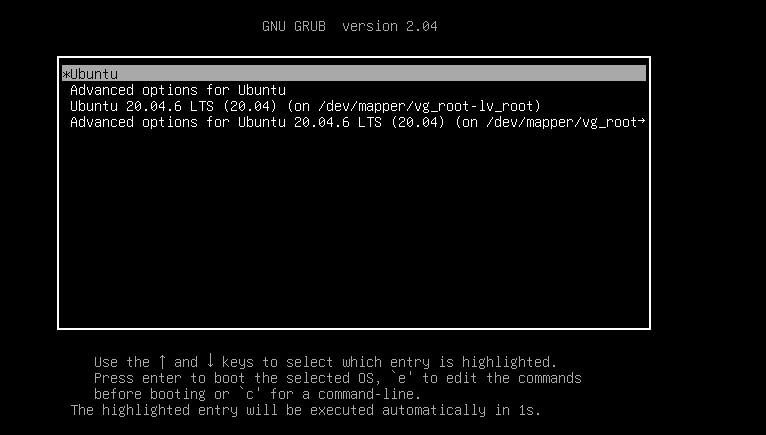 GNU GRUB  version 2.04
*Ubuntu
Advanced options for Ubuntu
Ubuntu 20.04.6 LTS (20.04) (on /dev/mapper/vg_root-lv_root)
Advanced options for Ubuntu 20.04.6 LTS (20.04) (on /dev/mapper/vg_root→
Use the ↑ and ↓ keys to select which entry is highlighted.
Press enter to boot the selected OS, `e' to edit the commands
before booting or `c' for a command-line.
The highlighted entry will be executed automatically in 1s.